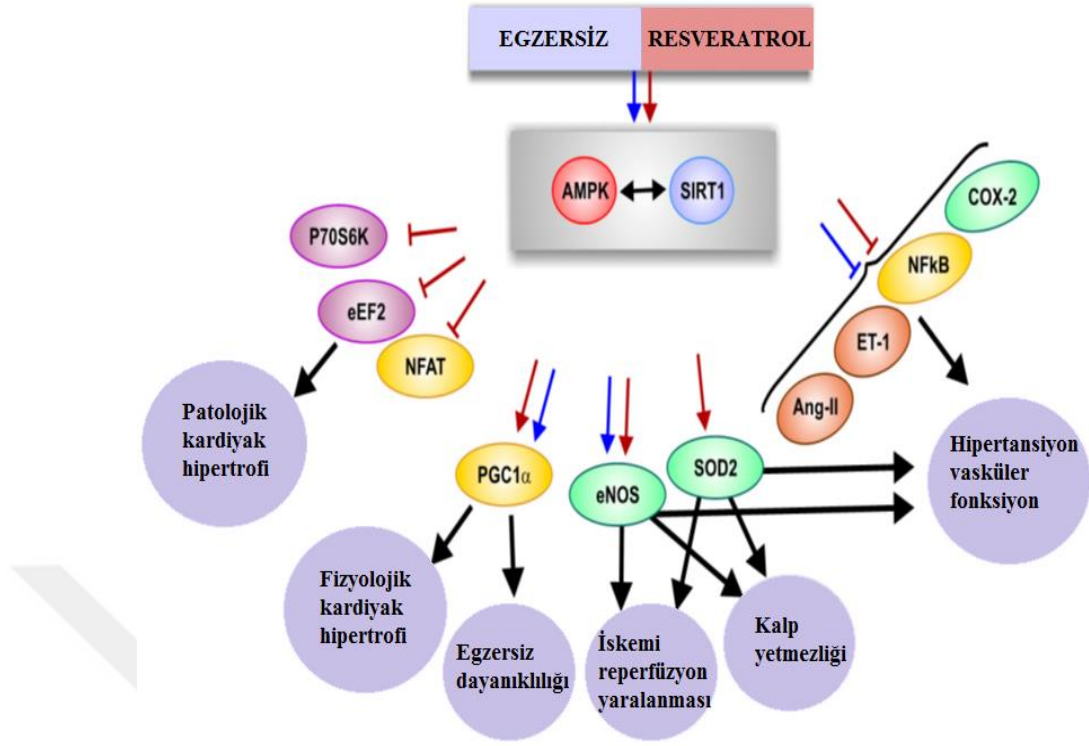 EGZERSİZ RESVERATROL
AMPK SIRT1
COX-2
NFkB
ET-1
Ang-II
P70S6K
eEF2
NFAT
PGC1α
eNOS
SOD2
Patolojik
kardiyak
hipertrofi
Fizyolojik
kardiyak
hipertrofi
Egzersiz
dayanıklılığı
İskemi
reperfüzyon
yaralanması
Kalp
yetmezliği
Hipertansiyon
vasküler
fonksiyon